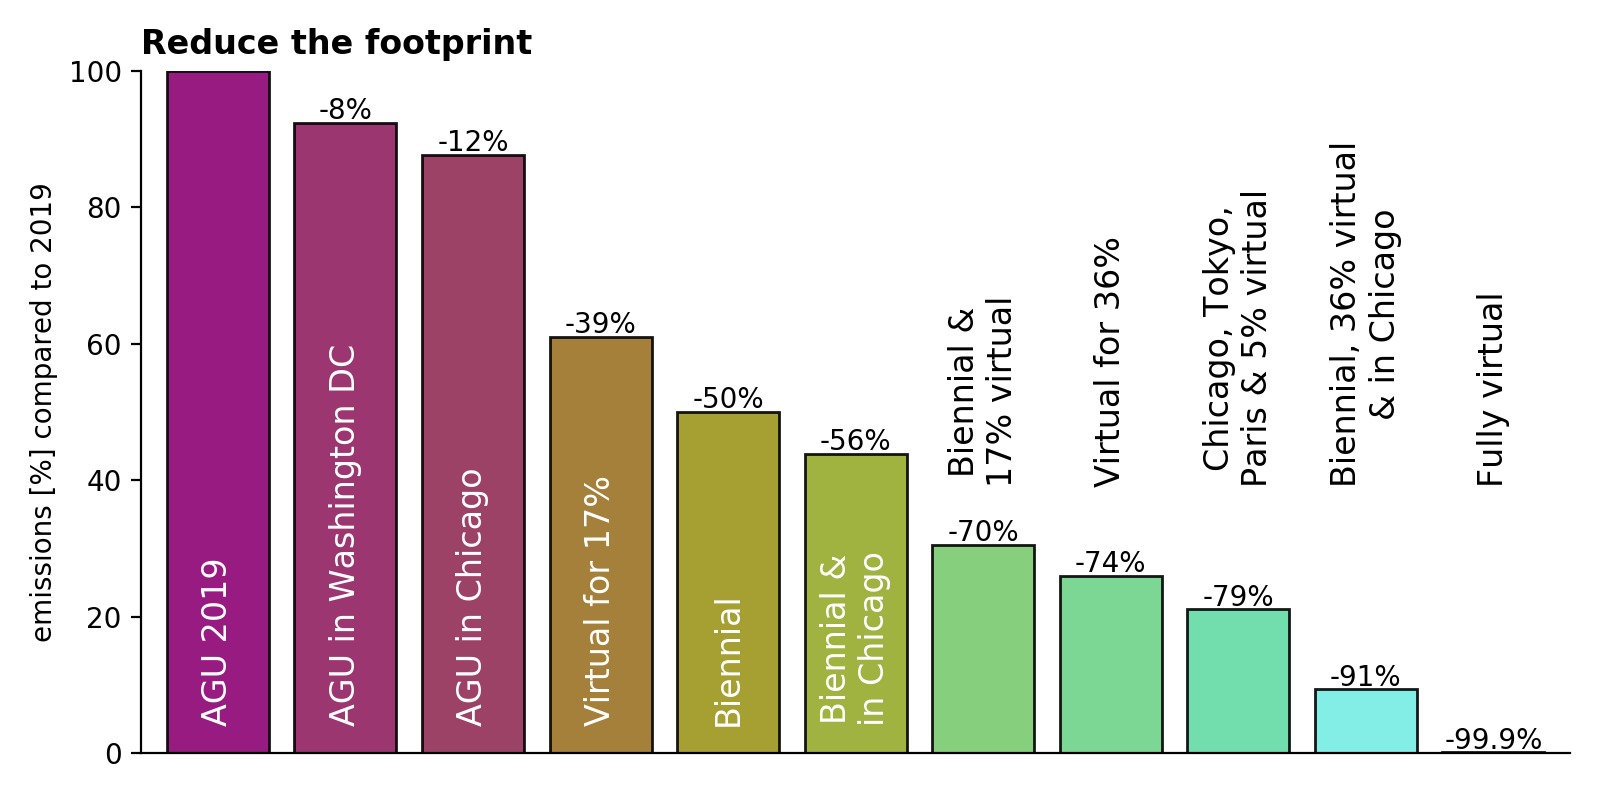 Reduce the footprint
emissions [%] compared to 2019
100
80
60
40
20
0
AGU 2019
-8%
AGU in Washington DC
-12%
AGU in Chicago
-39%
Virtual for 17%
-50%
Biennial
-56%
Biennial &
in Chicago
Biennial &
17% virtual
-70%
Virtual for 36%
-74%
Chicago, Tokyo,
Paris & 5% virtual
-79%
Biennial, 36% virtual
& in Chicago
-91%
Fully virtual
-99.9%